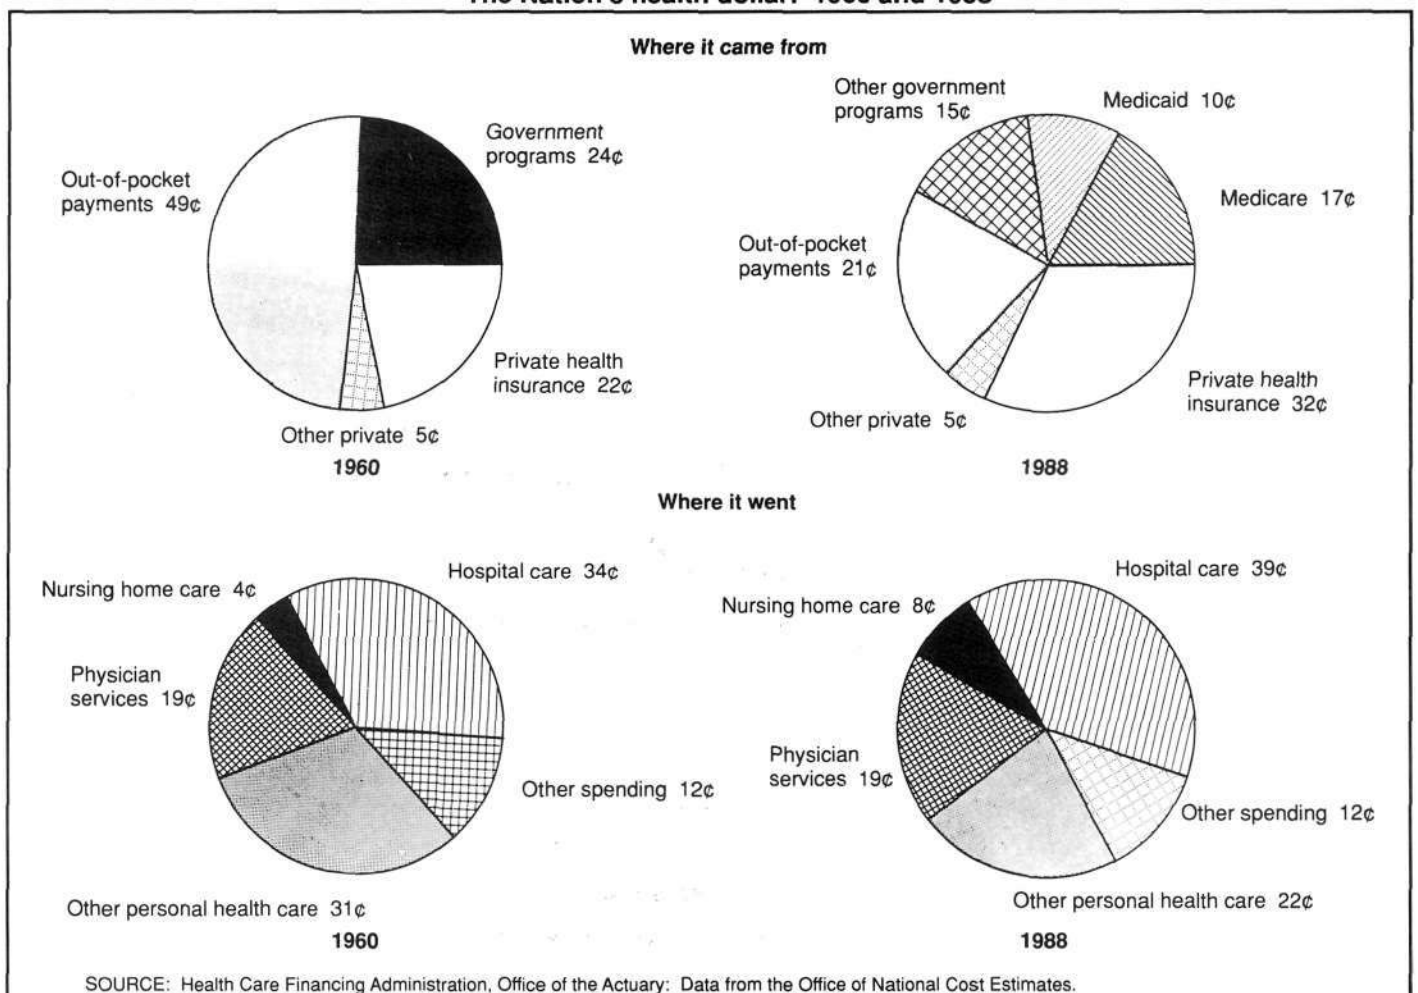 Where it came from
Government
programs 24¢
Out-of-pocket
payments 49¢
Private health
insurance 22¢
Other private 5¢
1960
Other government
programs 15¢
Medicaid 10¢
Medicare 17¢
Out-of-pocket
payments 21¢
Private health
insurance 32¢
Other private 5¢
1988
Where it went
Hospital care 34¢
Nursing home care 4¢
Physician
services 19¢
Other spending 12¢
Other personal health care 31¢
1960
Hospital care 39¢
Nursing home care 8¢
Physician
services 19¢
Other spending 12¢
Other personal health care 22¢
1988
SOURCE: Health Care Financing Administration, Office of the Actuary: Data from the Office of National Cost Estimates.